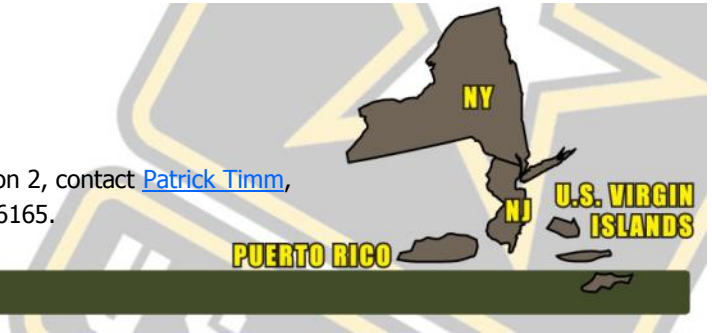 NY
on 2, contact Patrick Timm,
6165.
NJ
U.S. VIRGIN
ISLANDS
PUERTO RICO